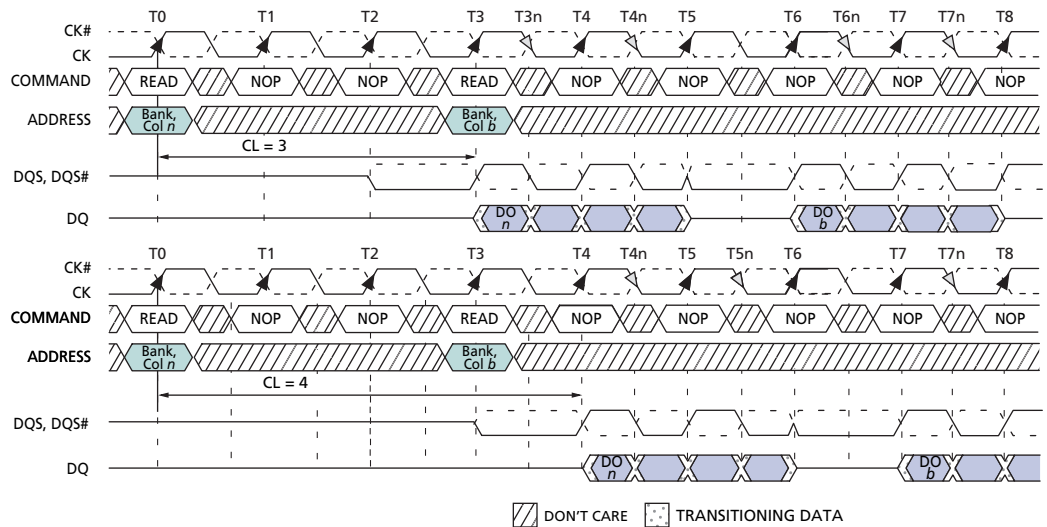 T0 T1 T2 T3 T3n T4 T4n T5 T6 T6n T7 T7n T8
CK#
CK
COMMAND READ NOP NOP READ NOP NOP NOP NOP NOP
ADDRESS Bank, Col n Bank, Col b
CL = 3
DQS, DQS#
DQ DO n DO b
T0 T1 T2 T3 T4 T4n T5 T5n T6 T7 T7n T8
CK#
CK
COMMAND READ NOP NOP READ NOP NOP NOP NOP NOP
ADDRESS Bank, Col n Bank, Col b
CL = 4
DQS, DQS#
DQ DO n DO b
DON'T CARE TRANSITIONING DATA